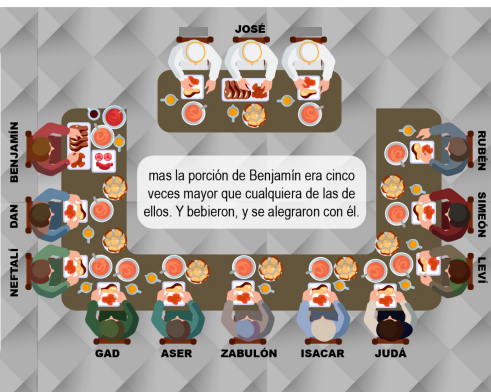 JOSÉ
mas la porción de Benjamín era cinco
veces mayor que cualquiera de las de
ellos. Y bebieron, y se alegraron con él.
BENJAMÍN
DAN
NEFTALÍ
GAD
ASER
ZABULÓN
ISACAR
JUDÁ
LEVÍ
SIMEÓN
RUBÉN